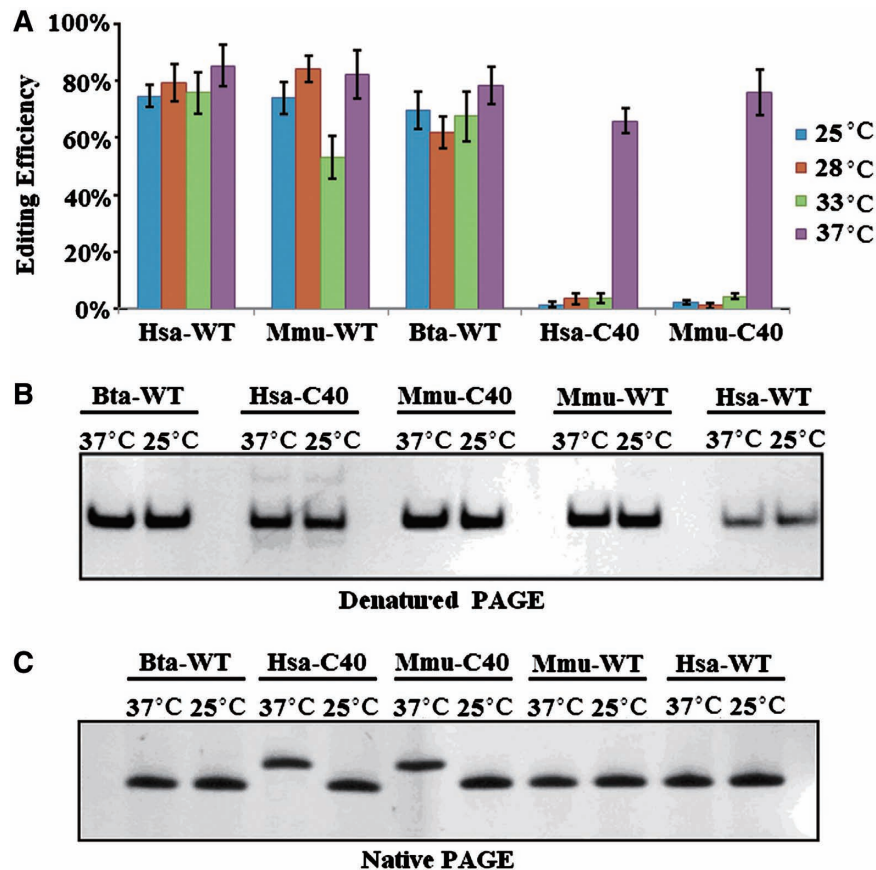 A
100%
80%
60%
40%
20%
0%
Editing Efficiency
Hsa-WT Mmu-WT Bta-WT Hsa-C40 Mmu-C40
25°C
28°C
33°C
37°C
B
Bta-WT Hsa-C40 Mmu-C40 Mmu-WT Hsa-WT
37°C 25°C 37°C 25°C 37°C 25°C 37°C 25°C 37°C 25°C
Denatured PAGE
C
Bta-WT Hsa-C40 Mmu-C40 Mmu-WT Hsa-WT
37°C 25°C 37°C 25°C 37°C 25°C 37°C 25°C 37°C 25°C
Native PAGE